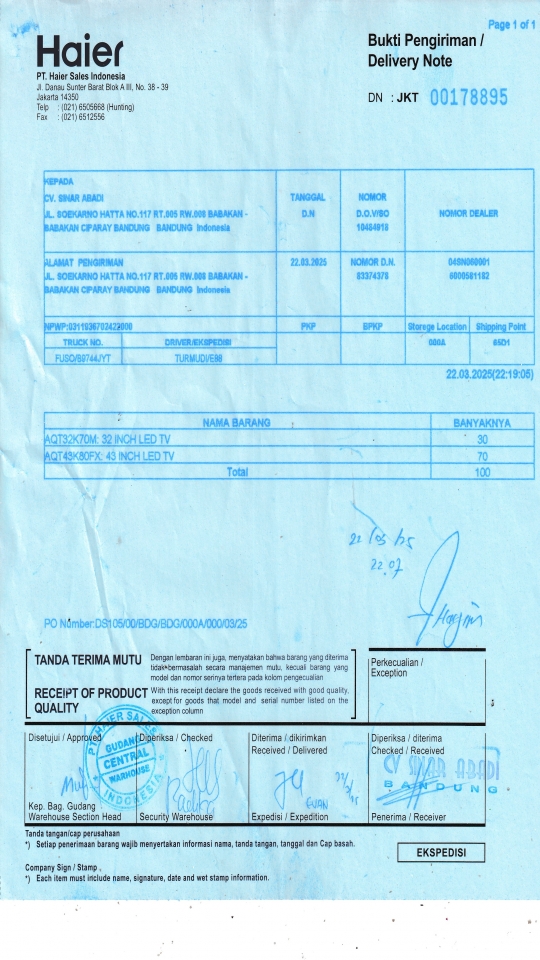 Page 1 of 1
Haier
Bukti Pengiriman /
Delivery Note
PT. Haier Sales Indonesia
Jl. Danau Sunter Barat Blok A III, No. 38 - 39
Jakarta 14350
Telp : (021) 6505668 (Hunting)
Fax : (021) 6512556
DN : JKT 00178895
KEPADA
CV. SINAR ABADI
JL. SOEKARNO HATTA NO.117 RT.005 RW.008 BABAKAN -
BABAKAN CIPARAY BANDUNG BANDUNG Indonesia
TANGGAL
D.N
NOMOR
D.O.V/SO
10484918
NOMOR DEALER
ALAMAT PENGIRIMAN
JL. SOEKARNO HATTA NO.117 RT.005 RW.008 BABAKAN -
BABAKAN CIPARAY BANDUNG BANDUNG Indonesia
22.03.2025
NOMOR D.N.
83374378
6000581182
PKP
BPKP
Storege Location
Shipping Point
TRUCK NO.
DRIVER/EKSPEDISI
000A
65D1
FUSO/B9744JYT
TURMUDI/E88
22.03.2025(22:19:05)
NAMA BARANG BANYAKNYA
AQT32K70M: 32 INCH LED TV 30
AQT43K80FX: 43 INCH LED TV 70
Total 100
22/03/25
22.07
PO Number:DS105/00/BDG/BDG/000A/000/03/25
TANDA TERIMA MUTU
Dengan lembaran ini juga, menyatakan bahwa barang yang diterima
tidak bermasalah secara manajemen mutu, kecuali barang yang
model dan nomor serinya tertera pada kolom pengecualian
RECEIPT OF PRODUCT
QUALITY
With this receipt declare the goods received with good quality,
except for goods that model and serial number listed on the
exception column
Perkecualian /
Exception
Disetujui / Approved
Diperiksa / Checked
Diterima / dikirimkan
Received / Delivered
Diperiksa / diterima
Checked / Received
PT. HAIER SALES
GUDANG
CENTRAL
WARHOUSE
INDONESIA
CV SINAR ABADI
BANDUNG
EVAN
Kep. Bag. Gudang
Warehouse Section Head
Security Warehouse
Expedisi / Expedition
Penerima / Receiver
Tanda tangan/cap perusahaan
*) Setiap penerimaan barang wajib menyertakan informasi nama, tanda tangan, tanggal dan Cap basah.
EKSPEDISI
Company Sign / Stamp ,
*) Each item must include name, signature, date and wet stamp information.